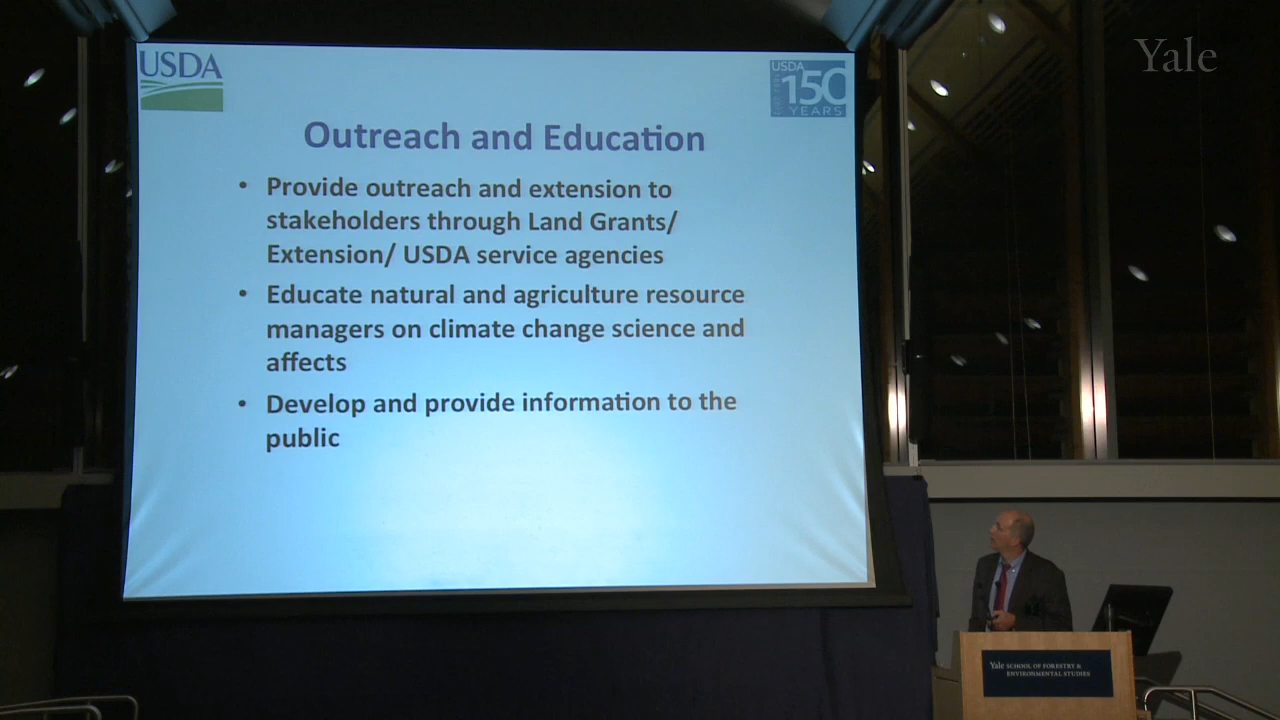 Yale
USDA
USDA
150
YEARS
Outreach and Education
• Provide outreach and extension to
stakeholders through Land Grants/
Extension/ USDA service agencies
• Educate natural and agriculture resource
managers on climate change science and
affects
• Develop and provide information to the
public
Yale SCHOOL OF FORESTRY &
ENVIRONMENTAL STUDIES